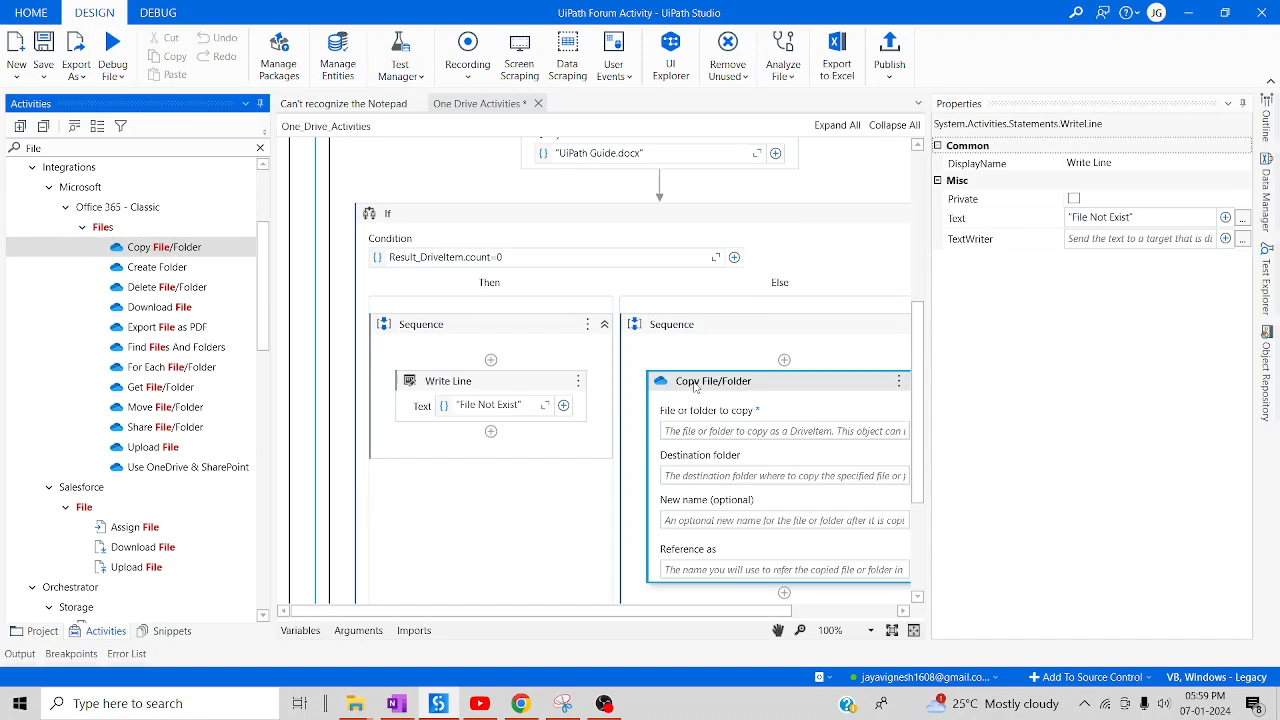 HOME
DESIGN
DEBUG
UiPath Forum Activity - UiPath Studio
JG
New
Save
Export As
Debug File
Cut
Copy
Paste
Undo
Redo
Manage Packages
Manage Entities
Test Manager
Recording
Screen Scraping
Data Scraping
User Events
UI Explorer
Remove Unused
Analyze File
Export to Excel
Publish
Activities
Can't recognize the Notepad
One Drive Activities *
Properties
One_Drive_Activities
Expand All
Collapse All
System.Activities.Statements.WriteLine
File
Integrations
Microsoft
Office 365 - Classic
Files
Copy File/Folder
Create Folder
Delete File/Folder
Download File
Export File as PDF
Find Files And Folders
For Each File/Folder
Get File/Folder
Move File/Folder
Share File/Folder
Upload File
Use OneDrive & SharePoint
Salesforce
File
Assign File
Download File
Upload File
Orchestrator
Storage
"UiPath Guide.docx"
If
Condition
Result_DriveItem.count=0
Then
Else
Sequence
Sequence
Write Line
Text
"File Not Exist"
Copy File/Folder
File or folder to copy *
The file or folder to copy as a DriveItem. This object can
Destination folder
The destination folder where to copy the specified file or
New name (optional)
An optional new name for the file or folder after it is
Reference as
The name you will use to refer the copied file or folder in
Common
DisplayName
Write Line
Misc
Private
Text
"File Not Exist"
TextWriter
Send the text to a target that is
Outline
Data Manager
Test Explorer
Object Repository
Project
Activities
Snippets
Variables
Arguments
Imports
100%
Output
Breakpoints
Error List
jayavignesh1608@gmail.co...
Add To Source Control
VB, Windows - Legacy
Type here to search
25°C Mostly cloudy
05:59 PM
07-01-2024